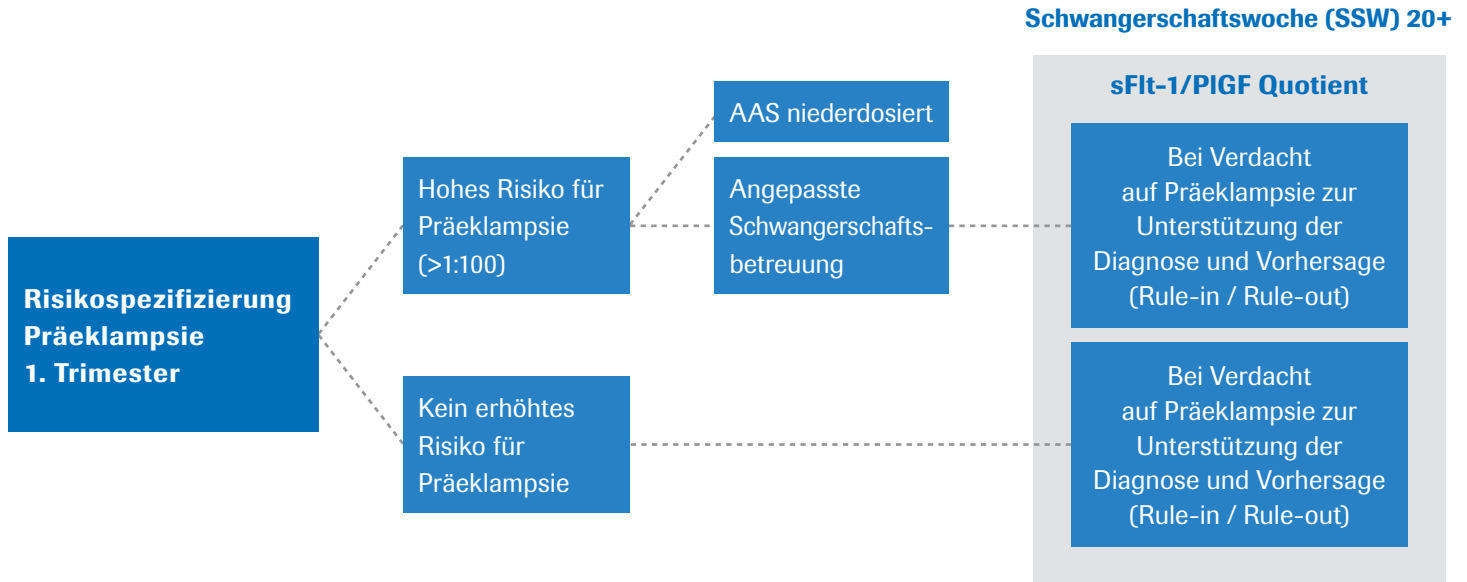 Schwangerschaftswoche (SSW) 20+
sFlt-1/PlGF Quotient
AAS niederdosiert
Bei Verdacht
auf Präeklampsie zur
Unterstützung der
Diagnose und Vorhersage
(Rule-in / Rule-out)
Hohes Risiko für
Präeklampsie
(>1:100)
Angepasste
Schwangerschafts-
betreuung
Risikospezifizierung
Präeklampsie
1. Trimester
Kein erhöhtes
Risiko für
Präeklampsie
Bei Verdacht
auf Präeklampsie zur
Unterstützung der
Diagnose und Vorhersage
(Rule-in / Rule-out)